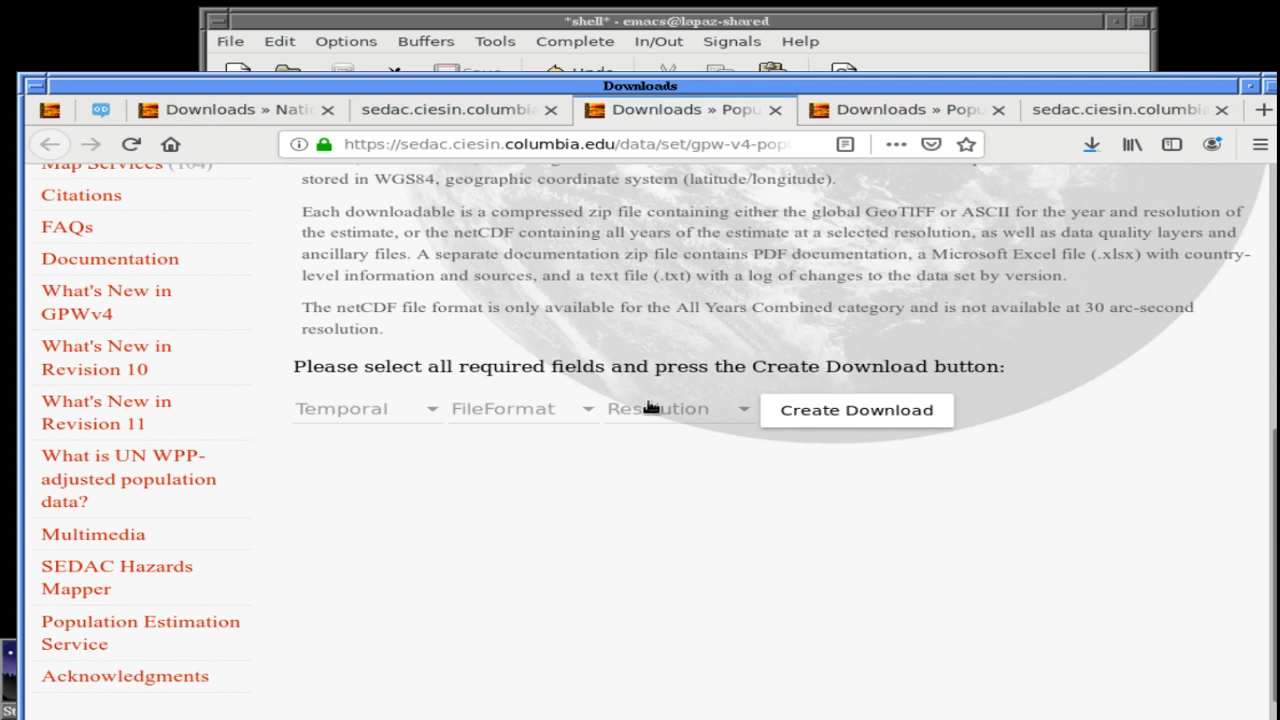 *shell* - emacs@lapaz-shared
File Edit Options Buffers Tools Complete In/Out Signals Help
Save Undo
Downloads
Downloads » Nati sedac.ciesin.columbia Downloads » Popu Downloads » Popu sedac.ciesin.columbia
https://sedac.ciesin.columbia.edu/data/set/gpw-v4-pop
Map Services (104)
Citations
FAQs
Documentation
What's New in
GPWv4
What's New in
Revision 10
What's New in
Revision 11
What is UN WPP-
adjusted population
data?
Multimedia
SEDAC Hazards
Mapper
Population Estimation
Service
Acknowledgments
stored in WGS84, geographic coordinate system (latitude/longitude).
Each downloadable is a compressed zip file containing either the global GeoTIFF or ASCII for the year and resolution of
the estimate, or the netCDF containing all years of the estimate at a selected resolution, as well as data quality layers and
ancillary files. A separate documentation zip file contains PDF documentation, a Microsoft Excel file (.xlsx) with country-
level information and sources, and a text file (.txt) with a log of changes to the data set by version.
The netCDF file format is only available for the All Years Combined category and is not available at 30 arc-second
resolution.
Please select all required fields and press the Create Download button:
Temporal FileFormat Resolution Create Download
St